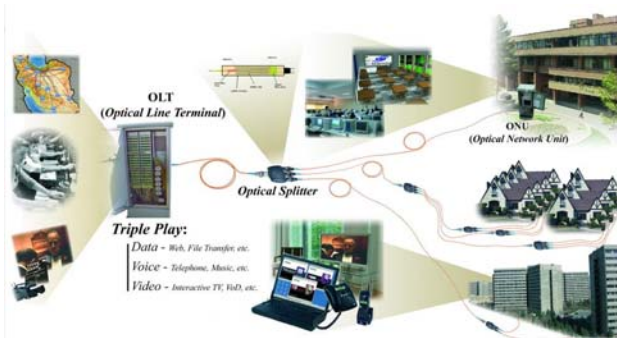 OLT
(Optical Line Terminal)
ONU
(Optical Network Unit)
Optical Splitter
Triple Play:
Data - Web, File Transfer, etc.
Voice - Telephone, Music, etc.
Video - Interactive TV, VoD, etc.